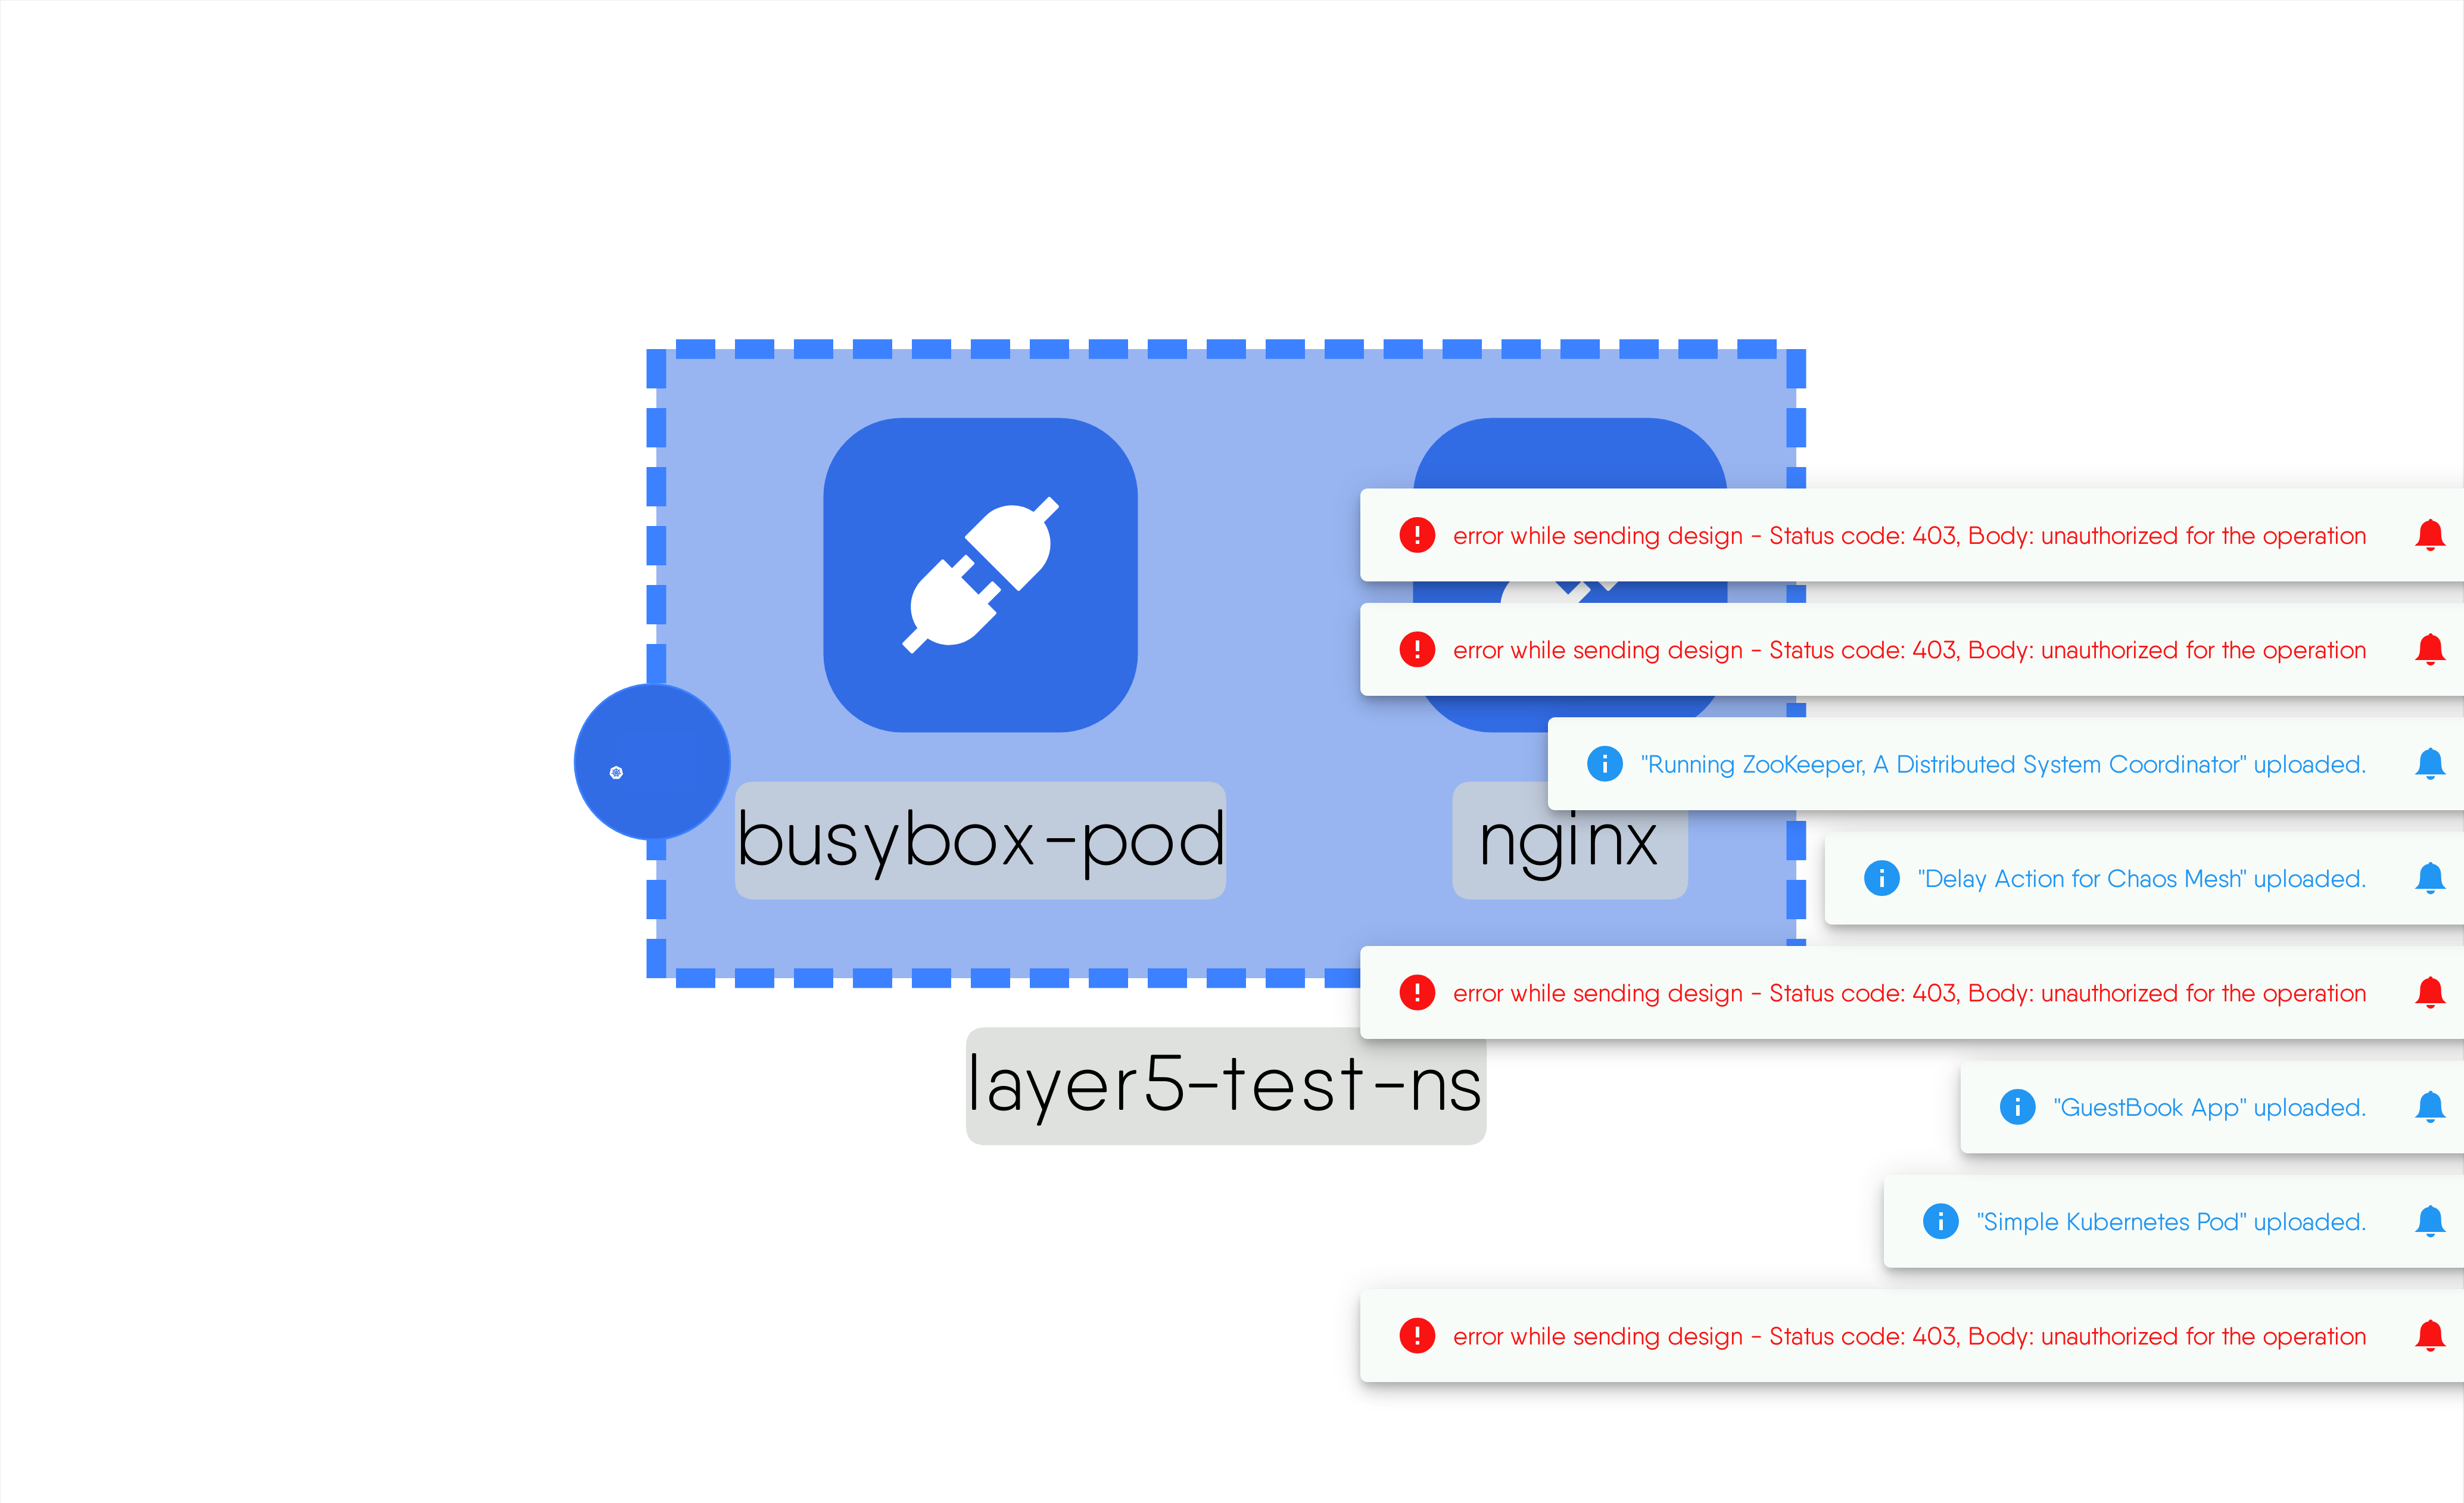 error while sending design - Status code: 403, Body: unauthorized for the operation
error while sending design - Status code: 403, Body: unauthorized for the operation
"Running ZooKeeper, A Distributed System Coordinator" uploaded.
busybox-pod
nginx
"Delay Action for Chaos Mesh" uploaded.
error while sending design - Status code: 403, Body: unauthorized for the operation
layer5-test-ns
"GuestBook App" uploaded.
"Simple Kubernetes Pod" uploaded.
error while sending design - Status code: 403, Body: unauthorized for the operation